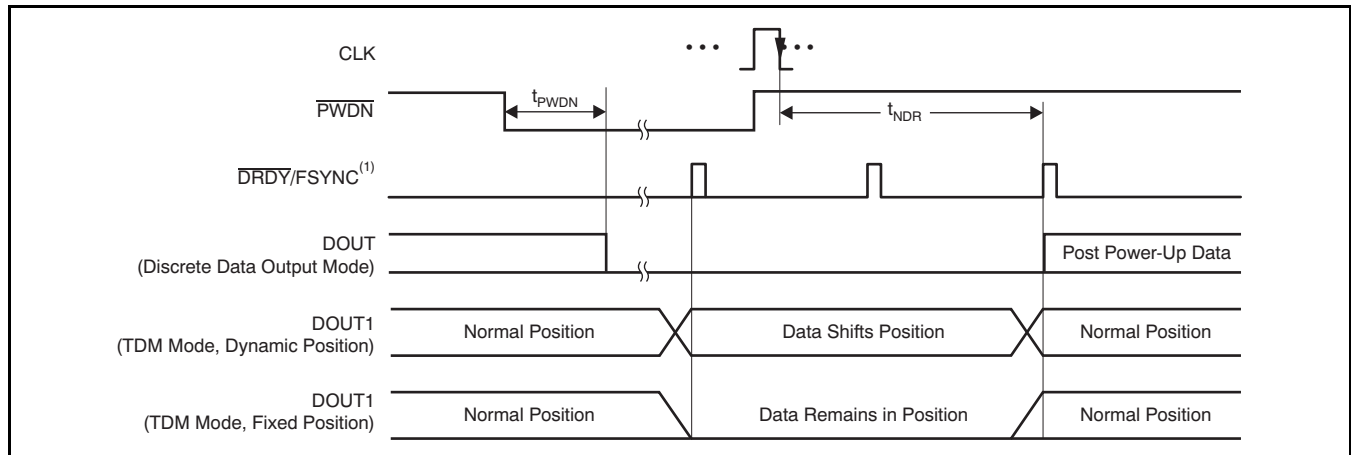 CLK
PWDN
tPWDN
tNDR
DRDY/FSYNC(1)
DOUT
(Discrete Data Output Mode)
Post Power-Up Data
DOUT1
(TDM Mode, Dynamic Position)
Normal Position
Data Shifts Position
Normal Position
DOUT1
(TDM Mode, Fixed Position)
Normal Position
Data Remains in Position
Normal Position